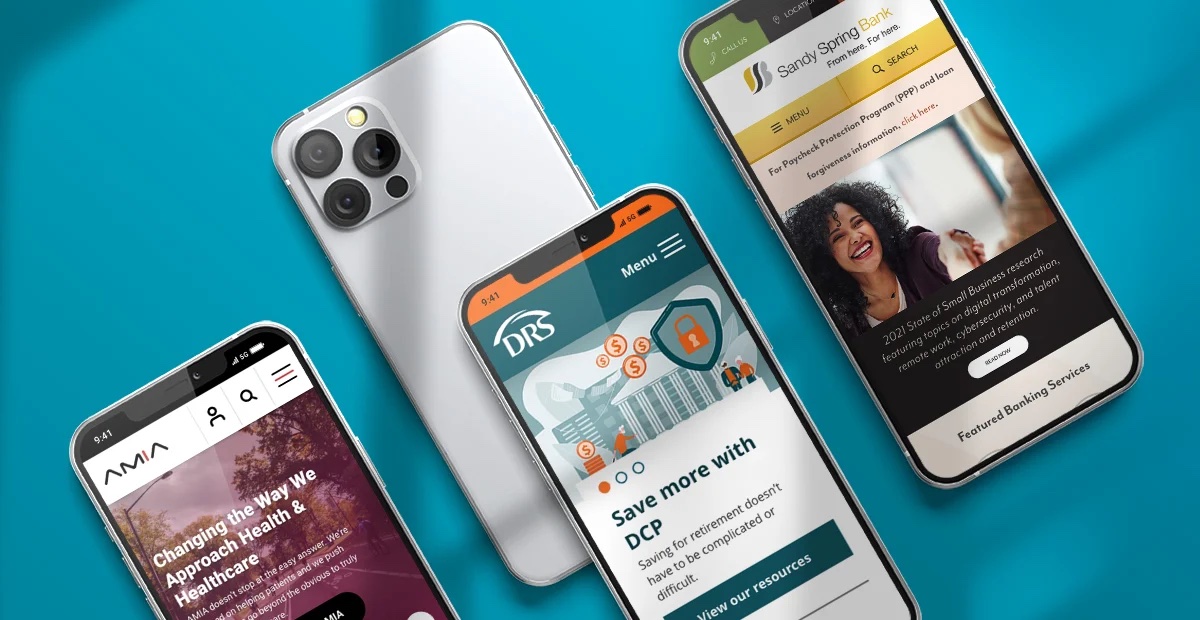 9:41
AMIA
Changing the Way We
Approach Health &
Healthcare
AMIA doesn't stop at the easy answer. We're
on helping patients and we push
go beyond the obvious to truly
AMIA
5G
9:41
5G
DRS
Menu
Save more with
DCP
Saving for retirement doesn't
have to be complicated or
difficult.
View our resources
9:41
CALL US
Sandy Spring Bank
From here. For here.
MENU
SEARCH
For Paycheck Protection Program (PPP) and loan
forgiveness information, click here.
2021 State of Small Business research
featuring topics on digital transformation,
remote work, cybersecurity, and talent
attraction and retention.
READ NOW
Featured Banking Services